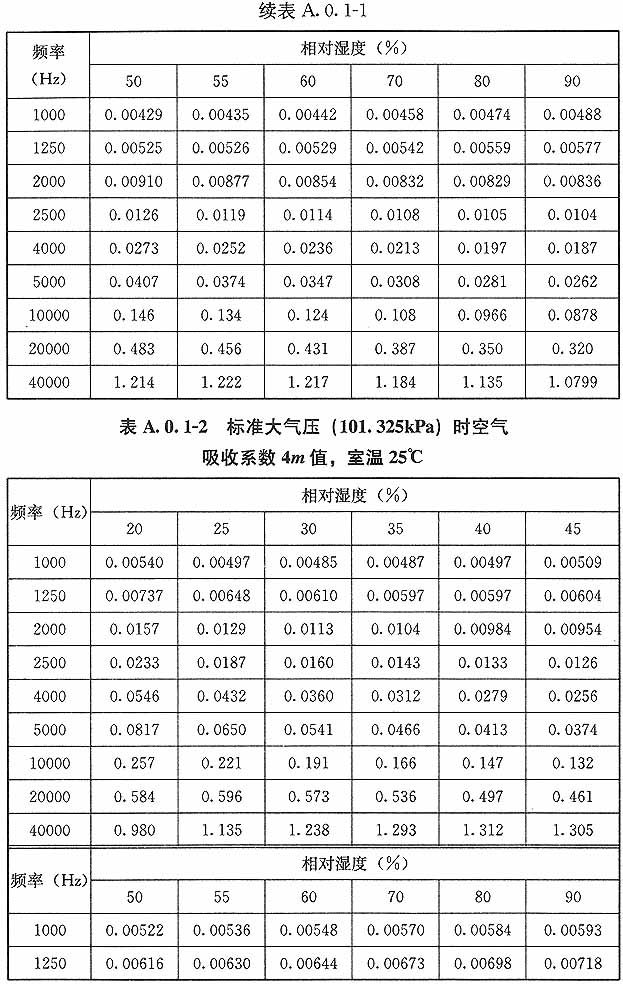 续表 A. 0. 1-1
频率 相对湿度（%）
（Hz） 50 55 60 70 80 90
1000 0.00429 0.00435 0.00442 0.00458 0.00474 0.00488
1250 0.00525 0.00526 0.00529 0.00542 0.00559 0.00577
2000 0.00910 0.00877 0.00854 0.00832 0.00829 0.00836
2500 0.0126 0.0119 0.0114 0.0108 0.0105 0.0104
4000 0.0273 0.0252 0.0236 0.0213 0.0197 0.0187
5000 0.0407 0.0374 0.0347 0.0308 0.0281 0.0262
10000 0.146 0.134 0.124 0.108 0.0966 0.0878
20000 0.483 0.456 0.431 0.387 0.350 0.320
40000 1.214 1.222 1.217 1.184 1.135 1.0799
表 A. 0. 1-2 标准大气压（101. 325kPa）时空气
吸收系数 4m 值，室温 25℃
频率（Hz） 相对湿度（%）
20 25 30 35 40 45
1000 0.00540 0.00497 0.00485 0.00487 0.00497 0.00509
1250 0.00737 0.00648 0.00610 0.00597 0.00597 0.00604
2000 0.0157 0.0129 0.0113 0.0104 0.00984 0.00954
2500 0.0233 0.0187 0.0160 0.0143 0.0133 0.0126
4000 0.0546 0.0432 0.0360 0.0312 0.0279 0.0256
5000 0.0817 0.0650 0.0541 0.0466 0.0413 0.0374
10000 0.257 0.221 0.191 0.166 0.147 0.132
20000 0.584 0.596 0.573 0.536 0.497 0.461
40000 0.980 1.135 1.238 1.293 1.312 1.305
频率（Hz） 相对湿度（%）
50 55 60 70 80 90
1000 0.00522 0.00536 0.00548 0.00570 0.00584 0.00593
1250 0.00616 0.00630 0.00644 0.00673 0.00698 0.00718